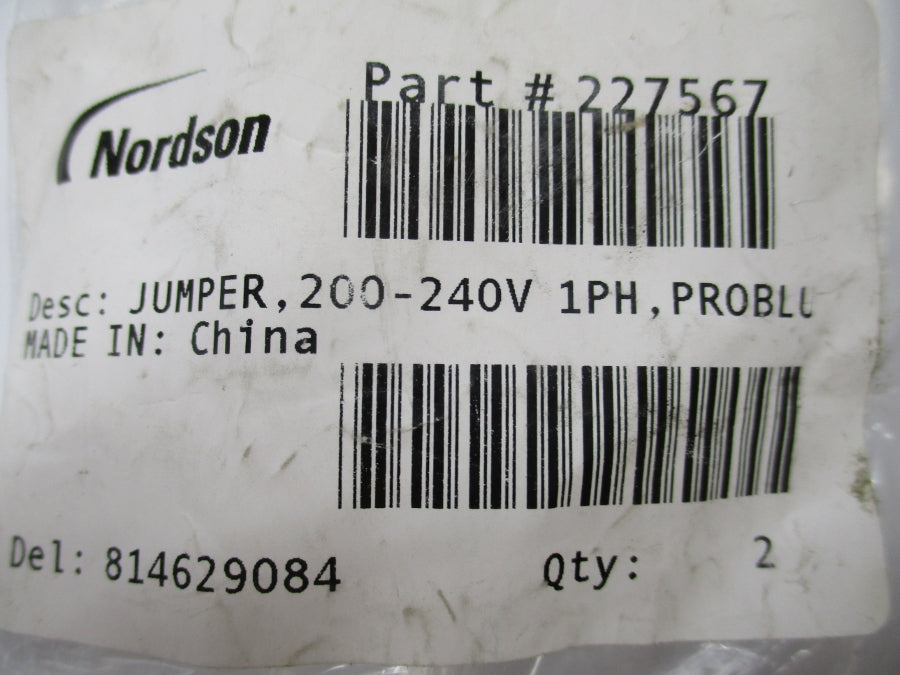 Nordson
Part # 227567
Desc: JUMPER,200-240V 1PH,PROBLU
MADE IN: China
Del: 814629084
Qty: 2